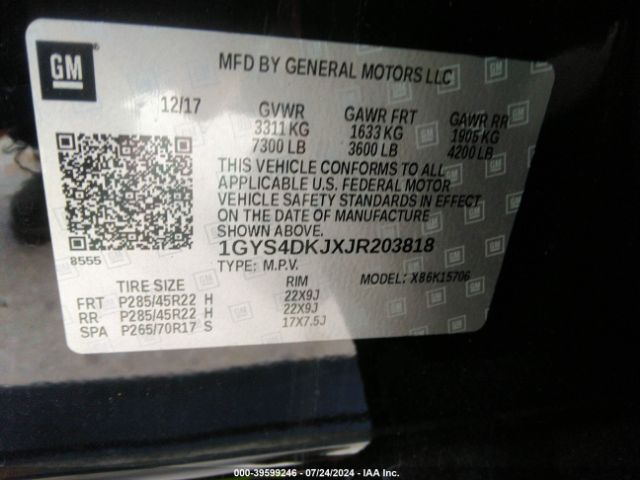 GM
MFD BY GENERAL MOTORS LLC
12/17 GVWR GAWR FRT GAWR RR
3311 KG 1633 KG 1905 KG
7300 LB 3600 LB 4200 LB
THIS VEHICLE CONFORMS TO ALL
APPLICABLE U.S. FEDERAL MOTOR
VEHICLE SAFETY STANDARDS IN EFFECT
ON THE DATE OF MANUFACTURE
SHOWN ABOVE.
8555
1GYS4DKJXJR203818
TYPE: M.P.V. MODEL: X86K15706
TIRE SIZE RIM
FRT P285/45R22 H 22X9J
RR P285/45R22 H 22X9J
SPA P265/70R17 S 17X7.5J
000-39599246 - 07/24/2024 - IAA Inc.